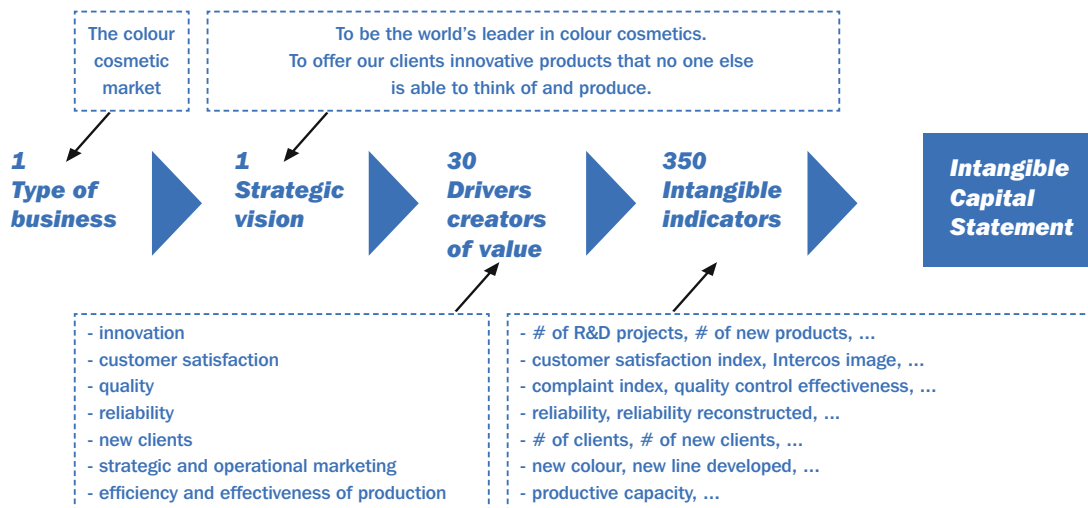 The colour
cosmetic
market
To be the world's leader in colour cosmetics.
To offer our clients innovative products that no one else
is able to think of and produce.
1
Type of
business
1
Strategic
vision
30
Drivers
creators
of value
350
Intangible
indicators
Intangible
Capital
Statement
- innovation
- customer satisfaction
- quality
- reliability
- new clients
- strategic and operational marketing
- efficiency and effectiveness of production
- # of R&D projects, # of new products, ...
- customer satisfaction index, Intercos image, ...
- complaint index, quality control effectiveness, ...
- reliability, reliability reconstructed, ...
- # of clients, # of new clients, ...
- new colour, new line developed, ...
- productive capacity, ...